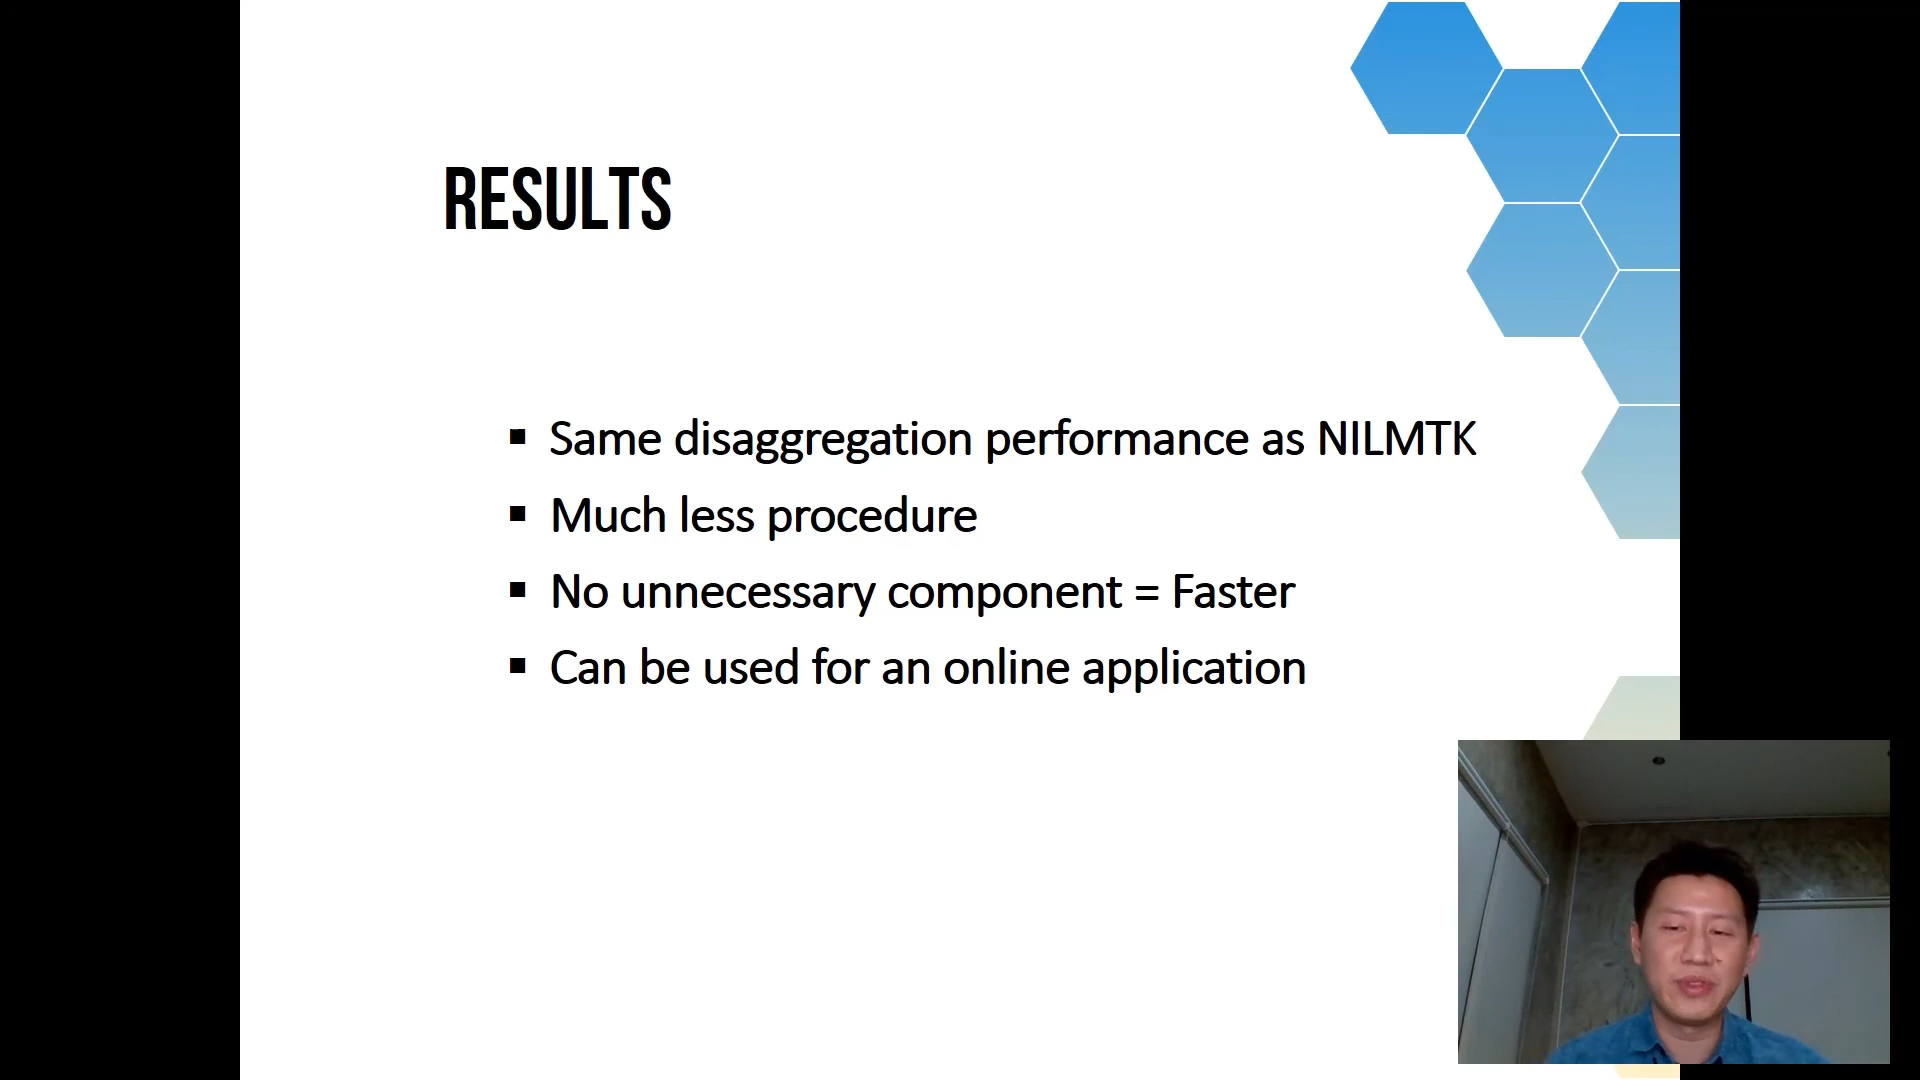 RESULTS
▪ Same disaggregation performance as NILMTK
▪ Much less procedure
▪ No unnecessary component = Faster
▪ Can be used for an online application